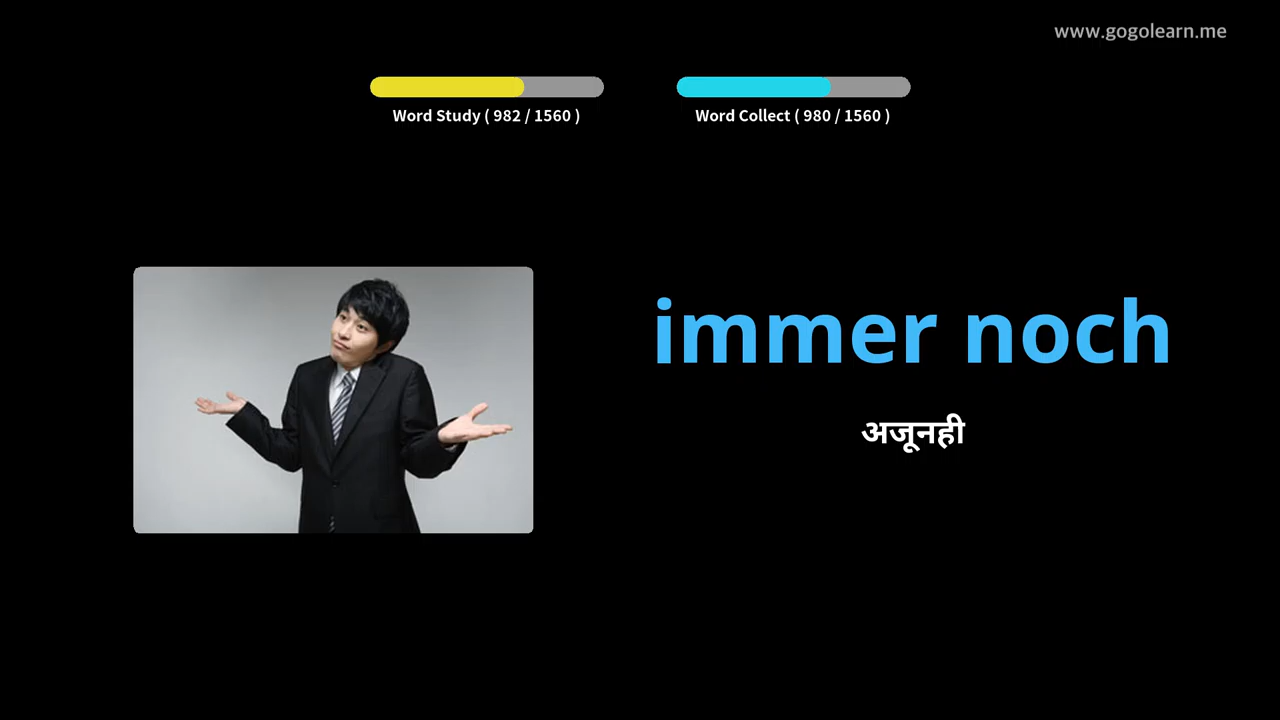 www.gogolearn.me
Word Study ( 982 / 1560 )
Word Collect ( 980 / 1560 )
immer noch
अजूनही